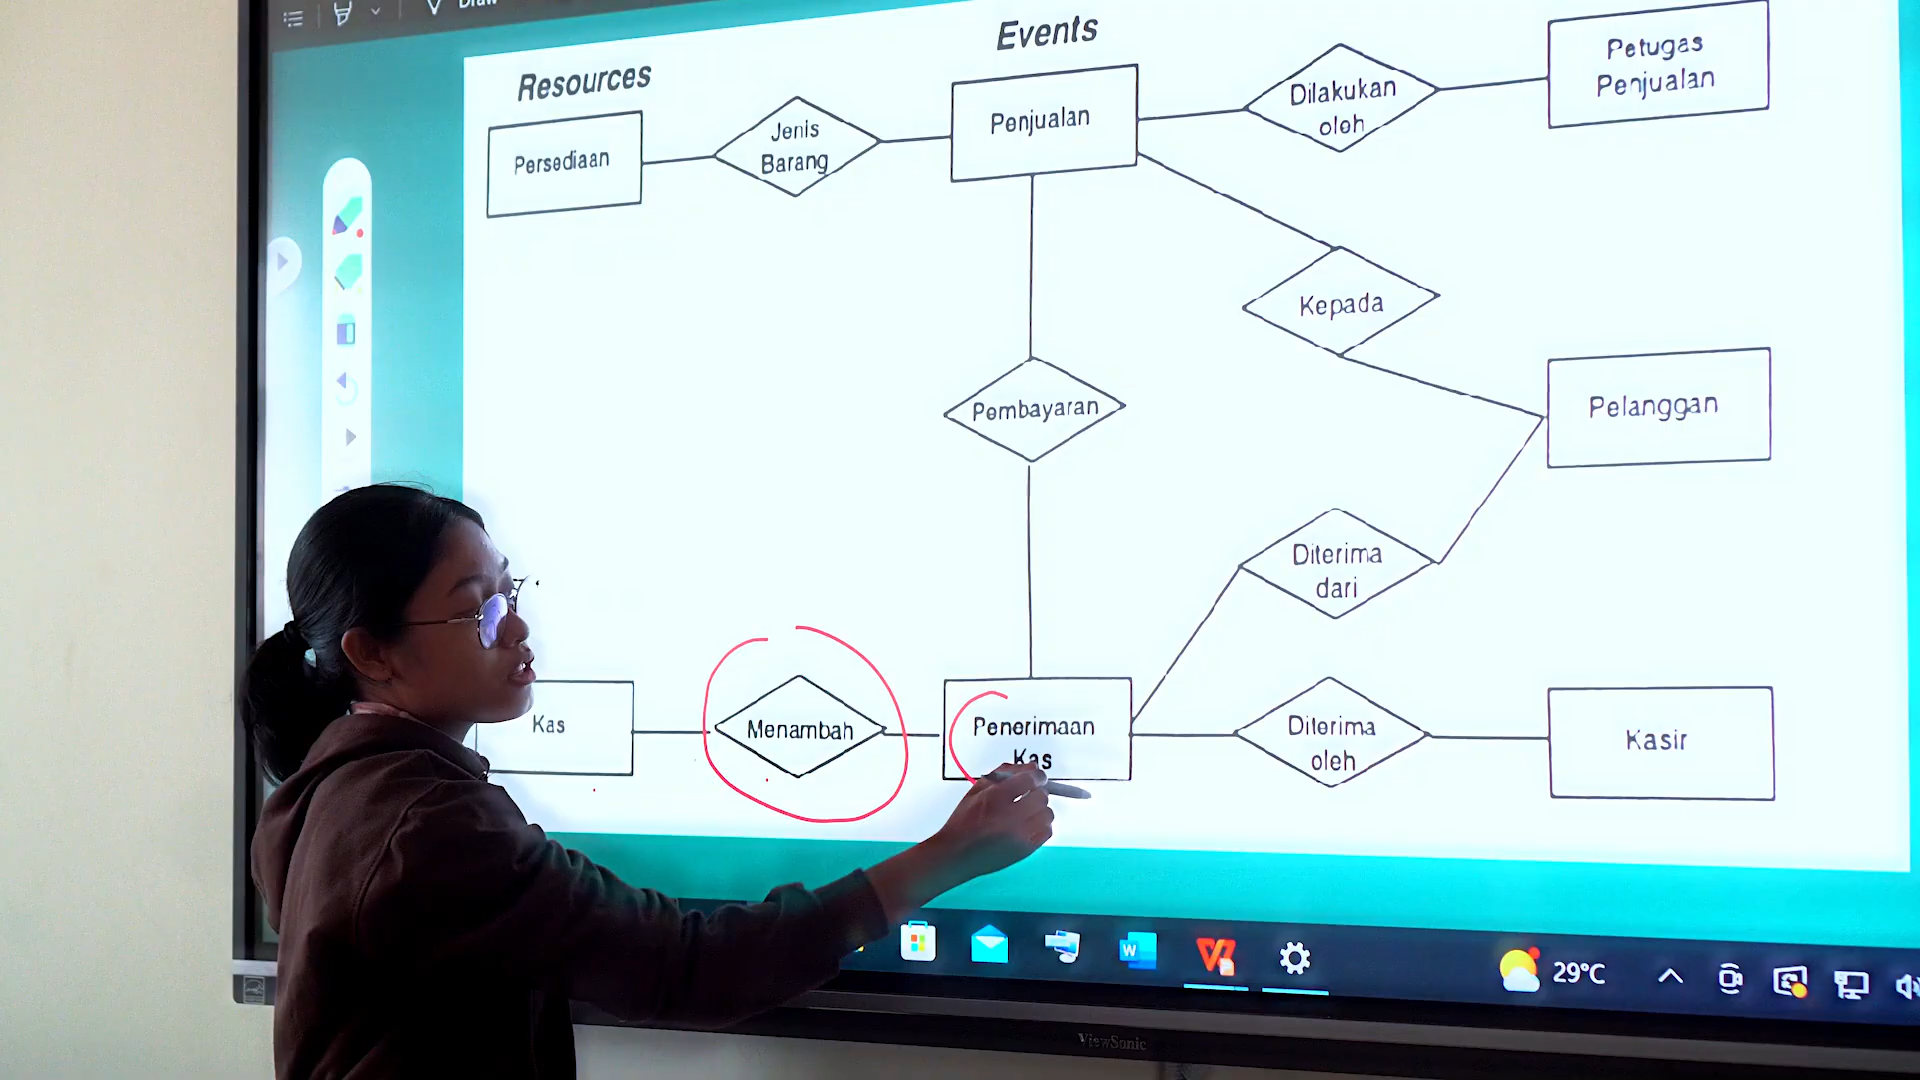 Draw
Resources
Events
Persediaan
Jenis
Barang
Penjualan
Dilakukan
oleh
Petugas
Penjualan
Kepada
Pembayaran
Pelanggan
Diterima
dari
Kas
Menambah
Penerimaan
Kas
Diterima
oleh
Kasir
W
29°C
ViewSonic